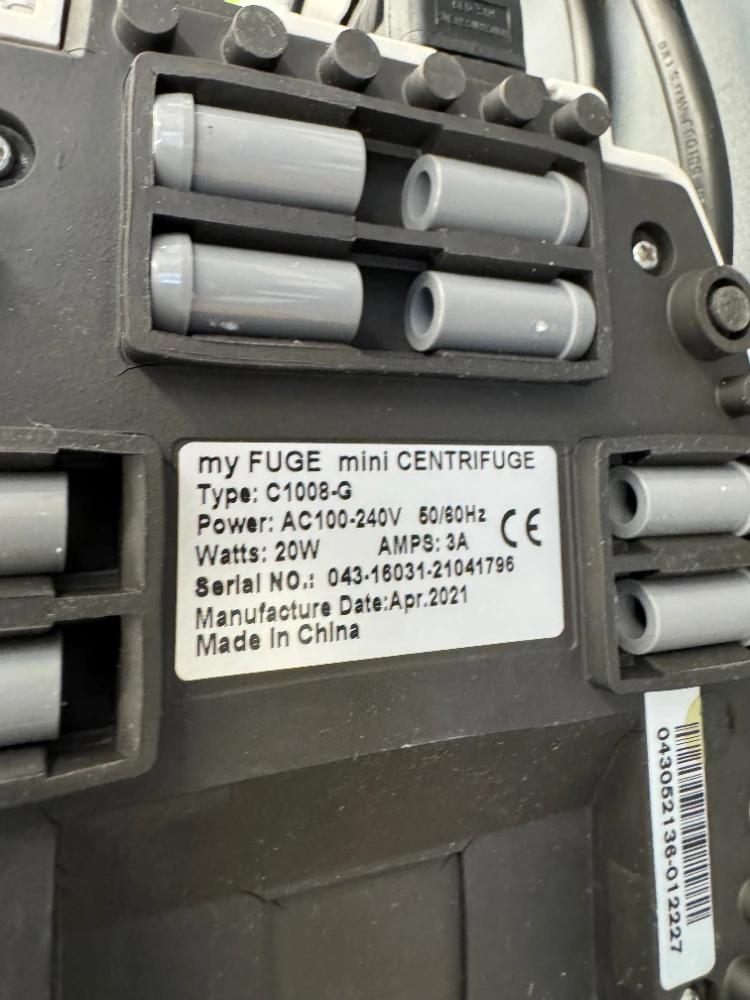 my FUGE mini CENTRIFUGE
Type: C1008-G
Power: AC100-240V 50/60Hz CE
Watts: 20W AMPS: 3A
Serial NO.: 043-16031-21041796
Manufacture Date:Apr.2021
Made In China
043052136-012227